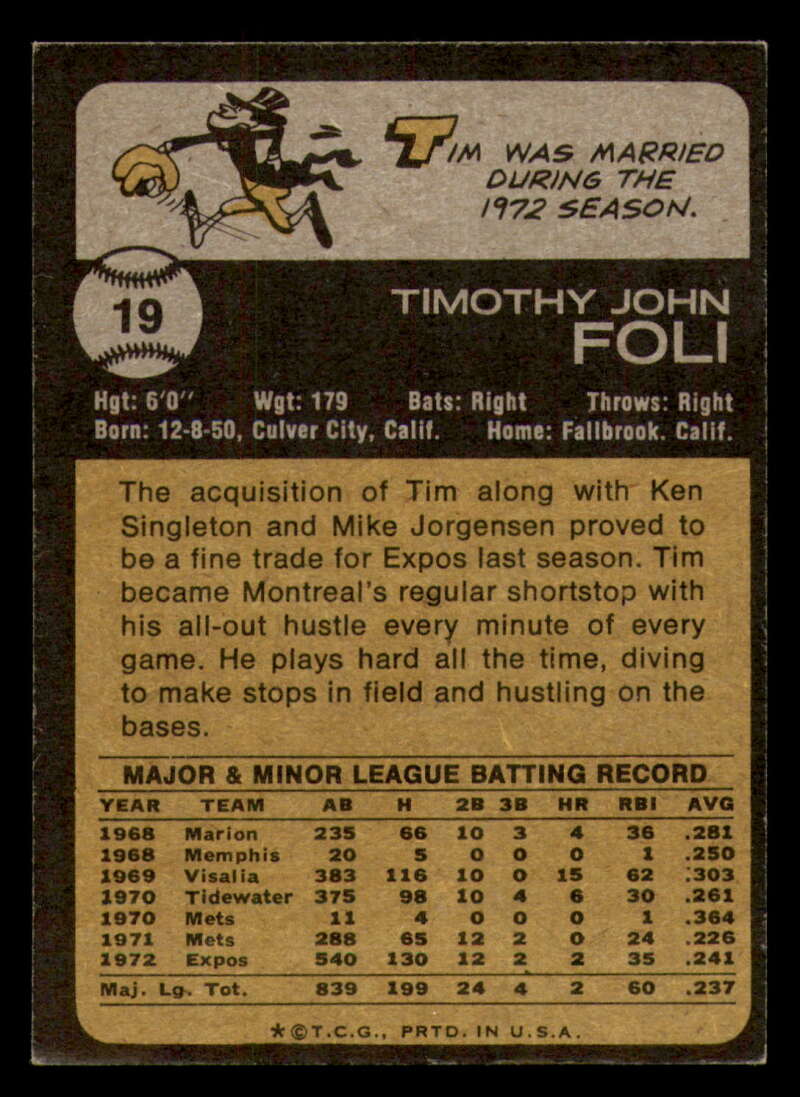 TIM WAS MARRIED
DURING THE
1972 SEASON.
19
TIMOTHY JOHN
FOLI
Hgt: 6'0" Wgt: 179 Bats: Right Throws: Right
Born: 12-8-50, Culver City, Calif. Home: Fallbrook. Calif.
The acquisition of Tim along with Ken
Singleton and Mike Jorgensen proved to
be a fine trade for Expos last season. Tim
became Montreal's regular shortstop with
his all-out hustle every minute of every
game. He plays hard all the time, diving
to make stops in field and hustling on the
bases.
MAJOR & MINOR LEAGUE BATTING RECORD
YEAR TEAM AB H 2B 3B HR RBI AVG
1968 Marion 235 66 10 3 4 36 .281
1968 Memphis 20 5 0 0 0 1 .250
1969 Visalia 383 116 10 0 15 62 .303
1970 Tidewater 375 98 10 4 6 30 .261
1970 Mets 11 4 0 0 0 1 .364
1971 Mets 288 65 12 2 0 24 .226
1972 Expos 540 130 12 2 2 35 .241
Maj. Lg. Tot. 839 199 24 4 2 60 .237
*©T.C.G., PRTD. IN U.S.A.